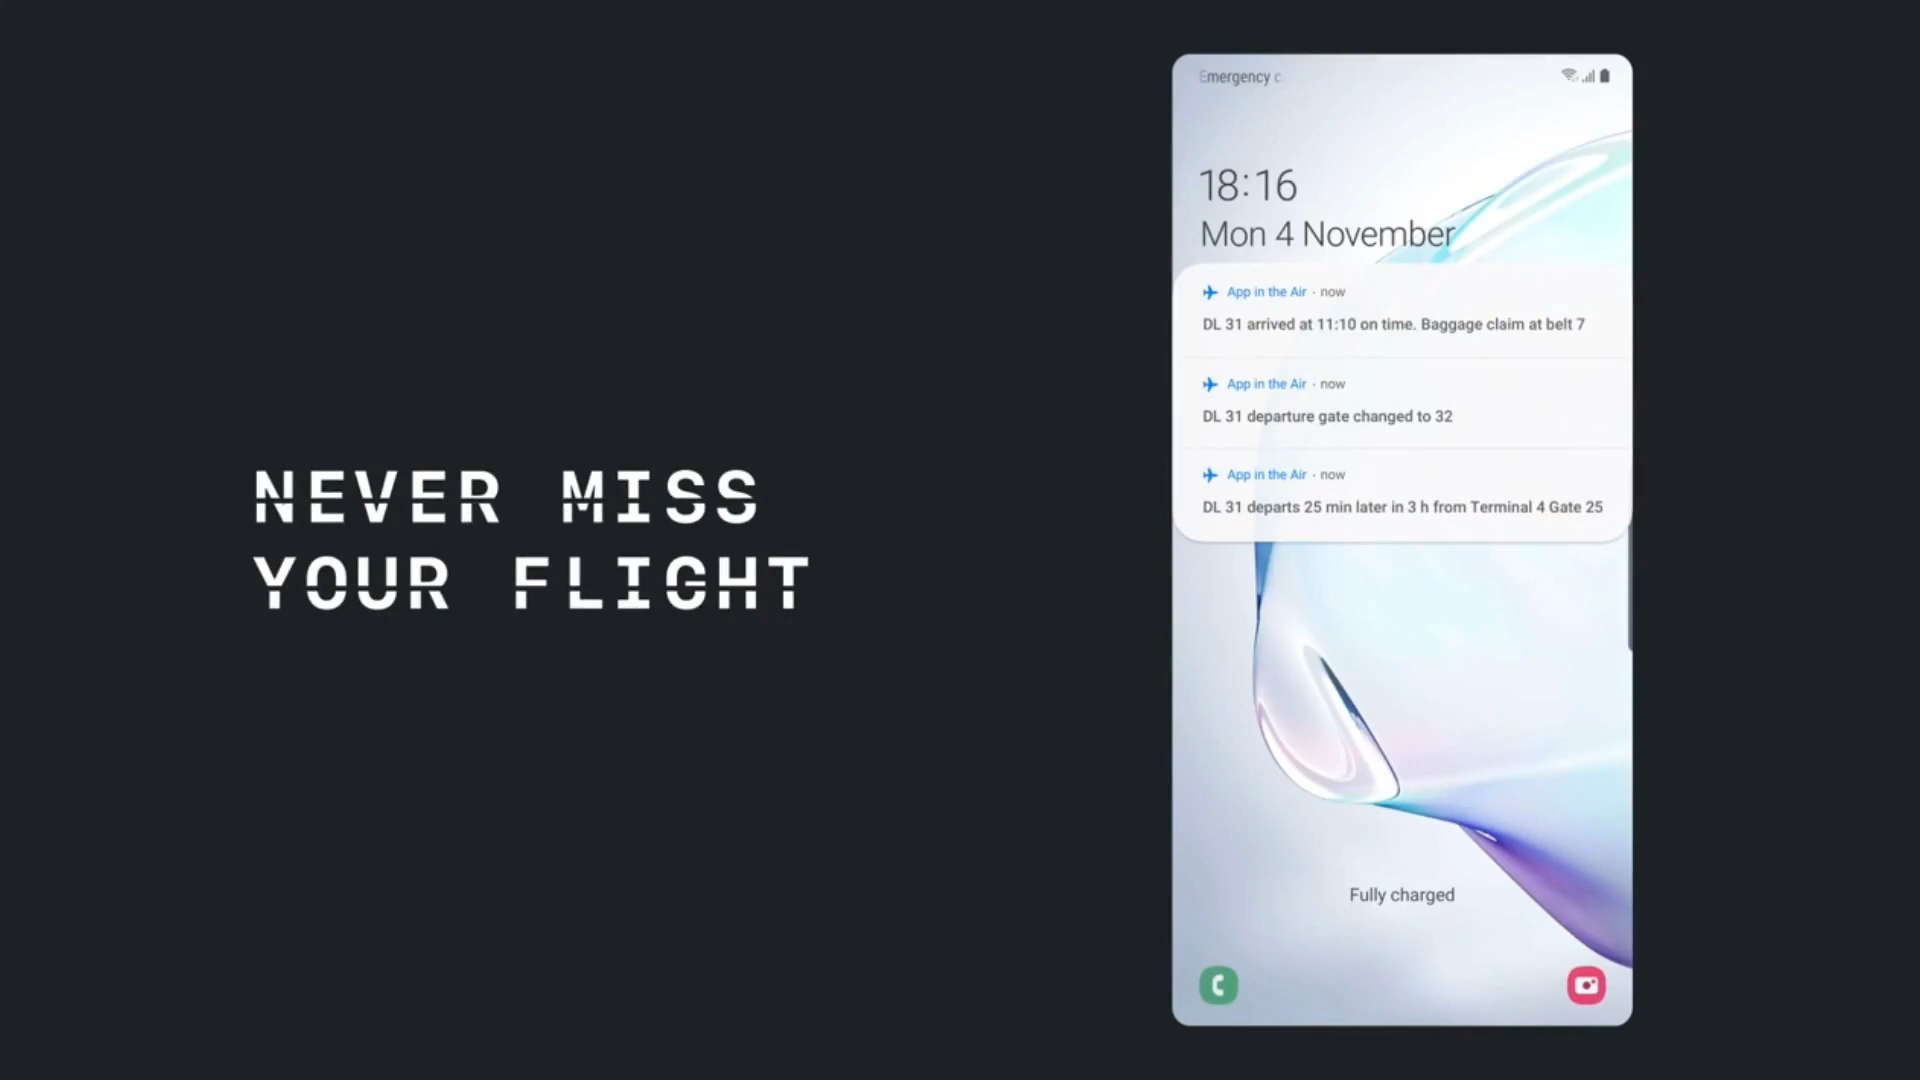 NEVER MISS
YOUR FLIGHT
Emergency c
18:16
Mon 4 November
App in the Air · now
DL 31 arrived at 11:10 on time. Baggage claim at belt 7
App in the Air · now
DL 31 departure gate changed to 32
App in the Air · now
DL 31 departs 25 min later in 3 h from Terminal 4 Gate 25
Fully charged